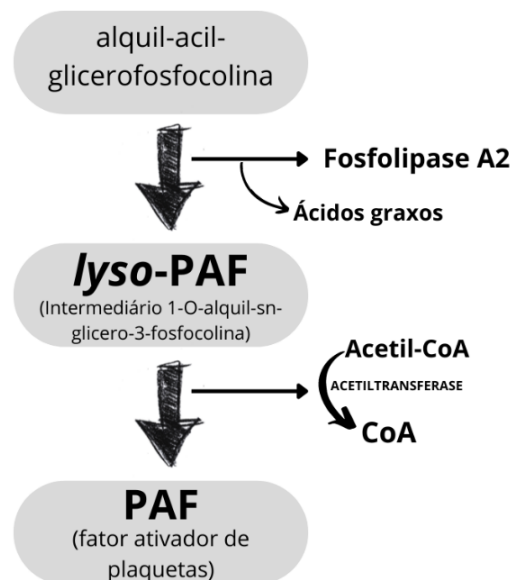 alquil-acil-
glicerofosfocolina
Fosfolipase A2
Ácidos graxos
lyso-PAF
(Intermediário 1-O-alquil-sn-
glicero-3-fosfocolina)
Acetil-CoA
ACETILTRANSFERASE
CoA
PAF
(fator ativador de
plaquetas)